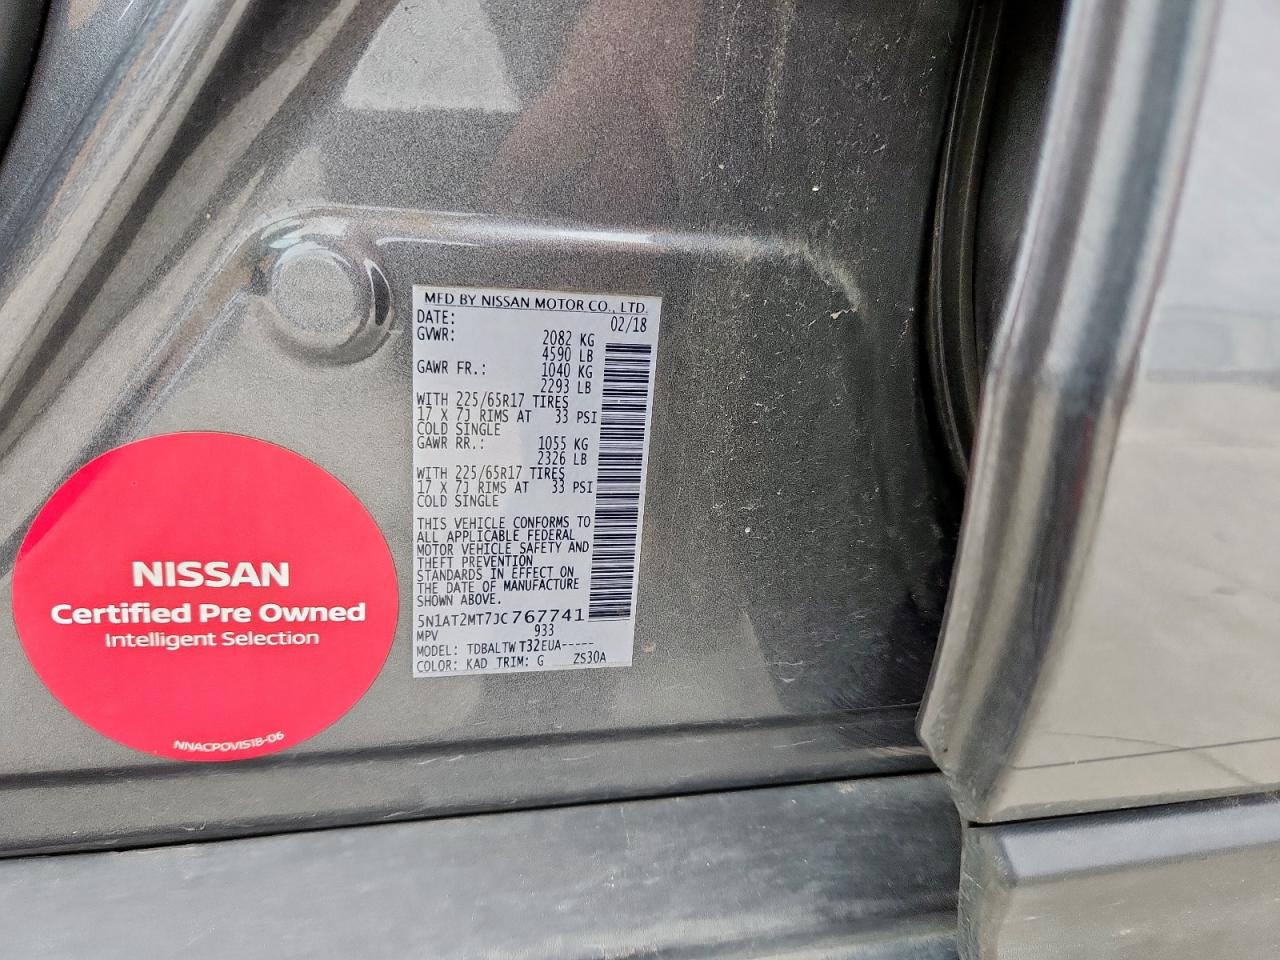 MFD BY NISSAN MOTOR CO., LTD.
DATE: 02/18
GVWR: 2082 KG
4590 LB
GAWR FR.: 1040 KG
2293 LB
WITH 225/65R17 TIRES
17 X 7J RIMS AT 33 PSI
COLD SINGLE
GAWR RR.: 1055 KG
2326 LB
WITH 225/65R17 TIRES
17 X 7J RIMS AT 33 PSI
COLD SINGLE
THIS VEHICLE CONFORMS TO
ALL APPLICABLE FEDERAL
MOTOR VEHICLE SAFETY AND
THEFT PREVENTION
STANDARDS IN EFFECT ON
THE DATE OF MANUFACTURE
SHOWN ABOVE.
5N1AT2MT7JC767741
MPV 933
MODEL: TDBALTWT32EUA-----
COLOR: KAD TRIM: G ZS30A
NISSAN
Certified Pre Owned
Intelligent Selection
NNACPOVIS18-06